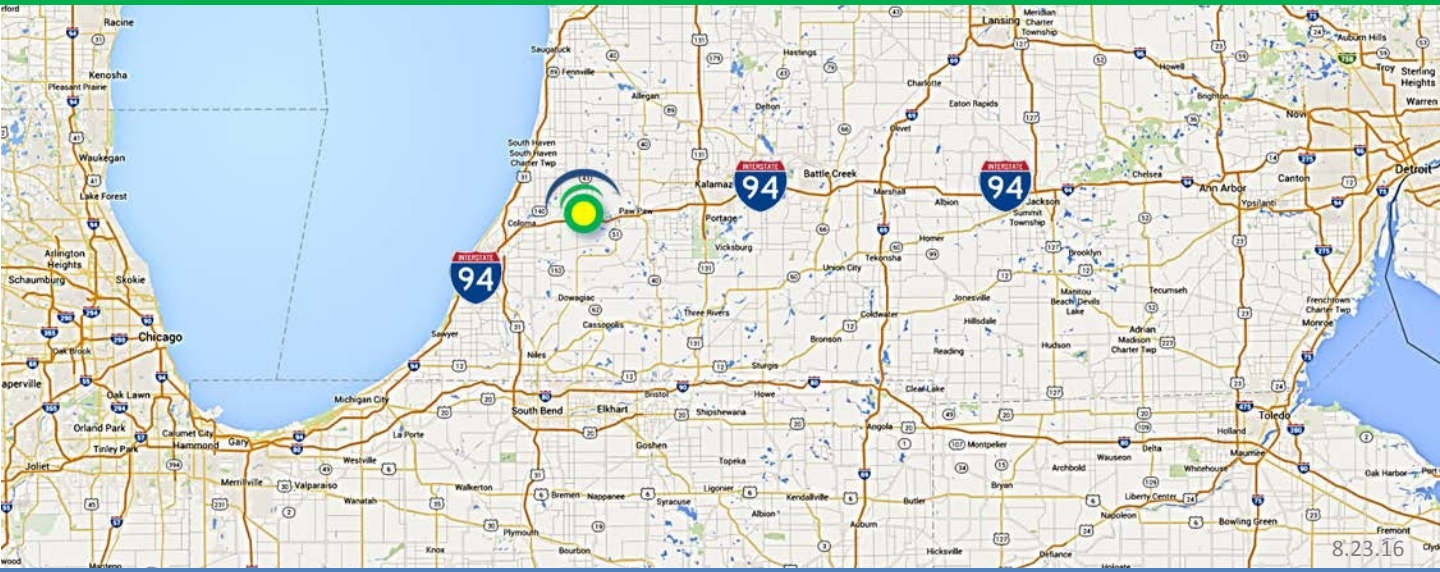 rford
Racine
Kenosha
Pleasant Prairie
Waukegan
Lake Forest
Arlington
Heights
Schaumburg
Skokie
Chicago
Oak Brook
aperville
Oak Lawn
Orland Park
Tinley Park
Calumet City
Hammond
Gary
Joliet
Merrillville
Valparaiso
Michigan City
La Porte
Westville
Wanatah
Walkerton
Knox
Plymouth
Bourbon
Bremen
Nappanee
South Bend
Elkhart
Goshen
Bristol
Shipshewana
Howe
Topeka
Ligonier
Syracuse
Albion
Kendallville
Auburn
Angola
Butler
Hicksville
Montpelier
Bryan
Archbold
Wauseon
Delta
Liberty Center
Napoleon
Defiance
Holgate
Whitehouse
Maumee
Holland
Toledo
Bowling Green
Fremont
Oak Harbor
Port
Clyd
wood
Manteno
Saugatuck
Fennville
Allegan
Hastings
Delton
South Haven
South Haven
Charter Twp
Coloma
Paw Paw
Kalamaz
Portage
Vicksburg
Battle Creek
Marshall
Albion
Jackson
Summit
Township
Lansing
Meridian
Charter
Township
Charlotte
Eaton Rapids
Olivet
Howell
Brighton
Novi
Auburn Hills
Troy
Sterling
Heights
Warren
Detroit
Chelsea
Ann Arbor
Ypsilanti
Canton
INTERSTATE
94
INTERSTATE
94
INTERSTATE
94
Sawyer
Dowagiac
Cassopolis
Niles
Three Rivers
Sturgis
Bronson
Coldwater
Union City
Tekonsha
Homer
Jonesville
Hillsdale
Reading
Clear Lake
Hudson
Brooklyn
Manitou
Beach-Devils
Lake
Tecumseh
Adrian
Madison
Charter Twp
Frenchtown
Charter Twp
Monroe
8.23.16